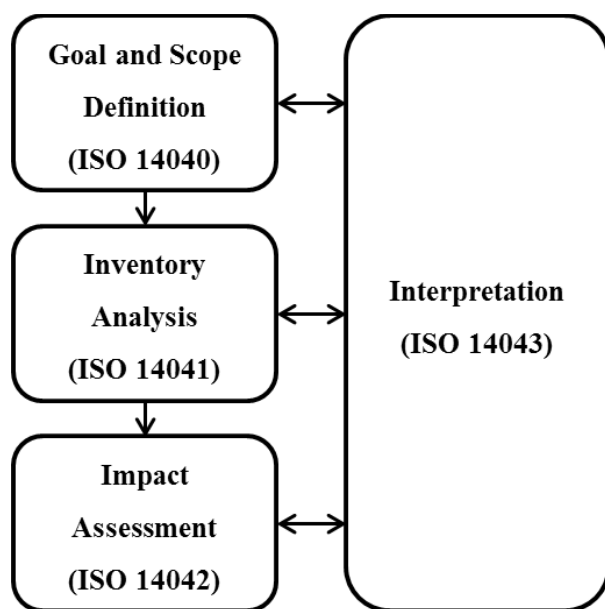 Goal and Scope
Definition
(ISO 14040)
Inventory
Analysis
(ISO 14041)
Impact
Assessment
(ISO 14042)
Interpretation
(ISO 14043)